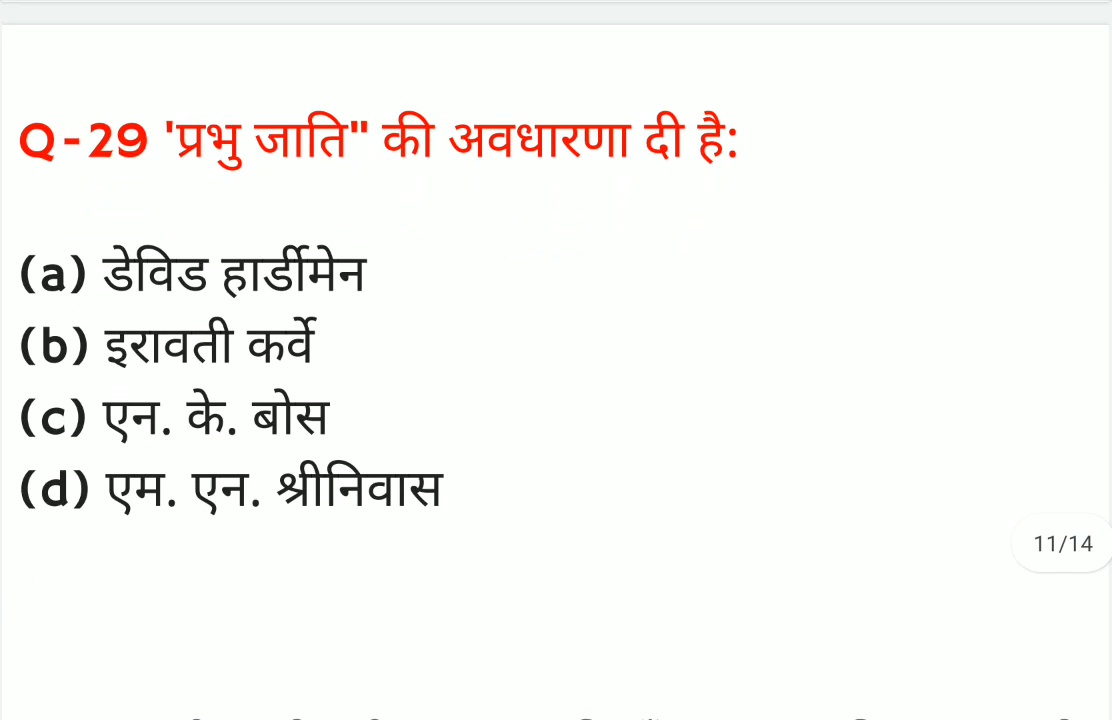 Q-29 'प्रभु जाति" की अवधारणा दी है:
(a) डेविड हार्डीमेन
(b) इरावती कर्वे
(c) एन. के. बोस
(d) एम. एन. श्रीनिवास
11/14